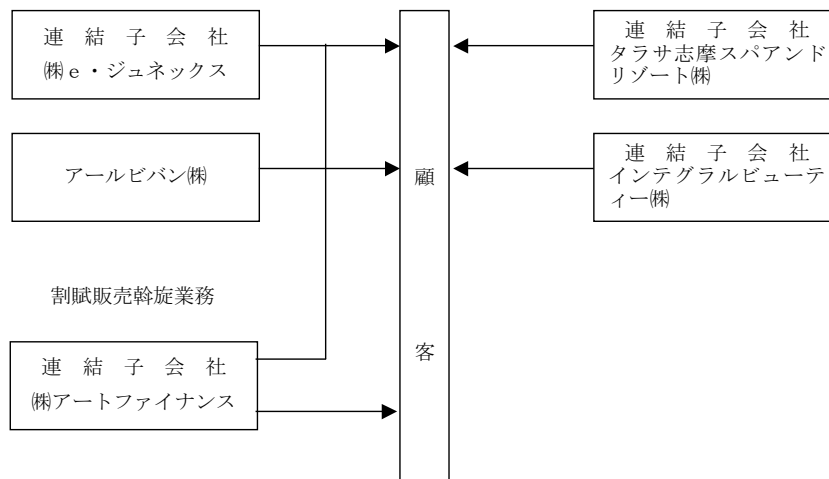 連結子会社
㈱e・ジュネックス
アールビバン㈱
割賦販売斡旋業務
連結子会社
㈱アートファイナンス
顧
客
連結子会社
タラサ志摩スパアンド
リゾート㈱
連結子会社
インテグラルビューテ
ィー㈱